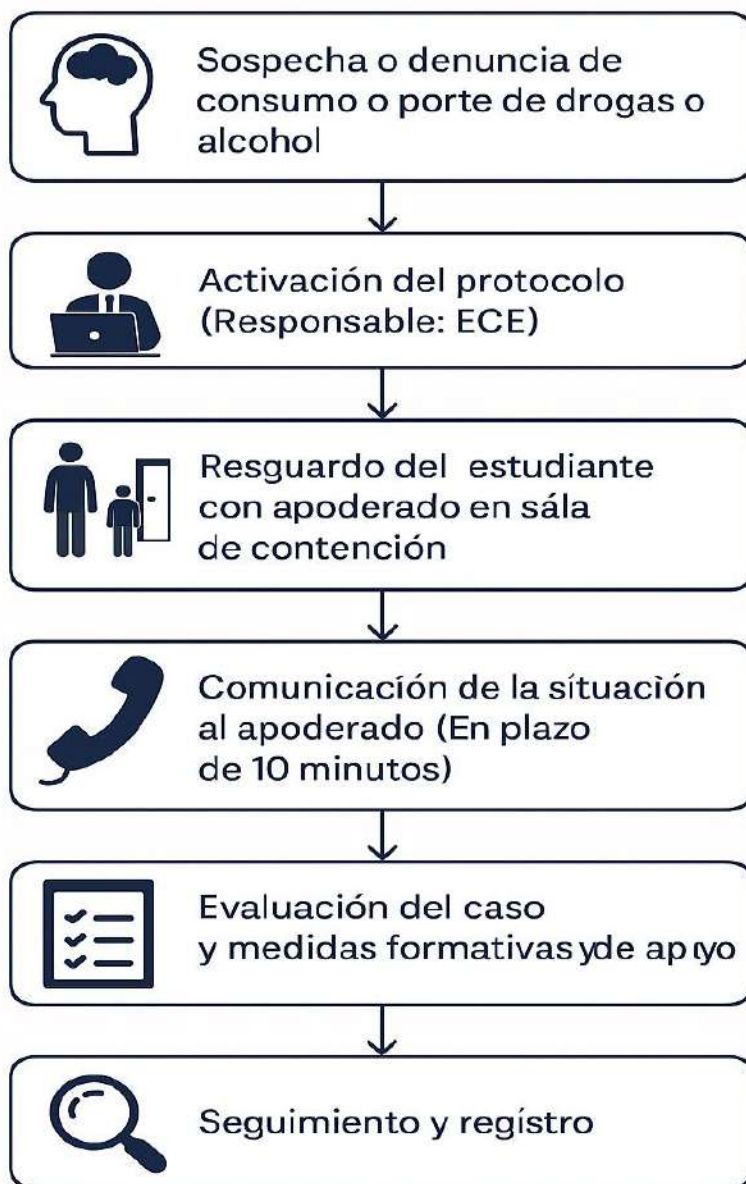 Sospecha o denuncia de
consumo o porte de drogas o
alcohol
Activación del protocolo
(Responsable: ECE)
Resguardo del estudiante
con apoderado en sála
de contención
Comunicación de la sítuación
al apoderado (En plazo
de 10 minutos)
Evaluación del caso
y medidas formativas yde apoyo
Seguimiento y regístro